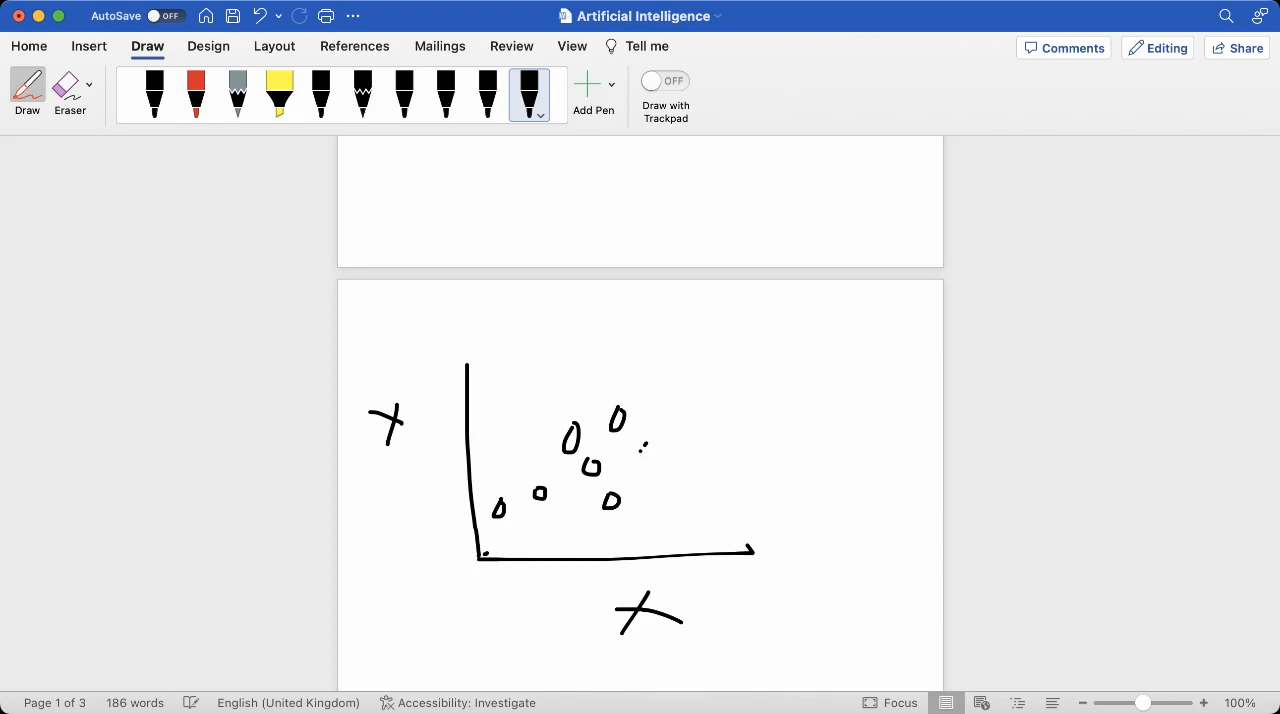 AutoSave OFF Artificial Intelligence
Home Insert Draw Design Layout References Mailings Review View Tell me Comments Editing Share
Draw Eraser Add Pen OFF Draw with Trackpad
X
X
Page 1 of 3 186 words English (United Kingdom) Accessibility: Investigate Focus 100%